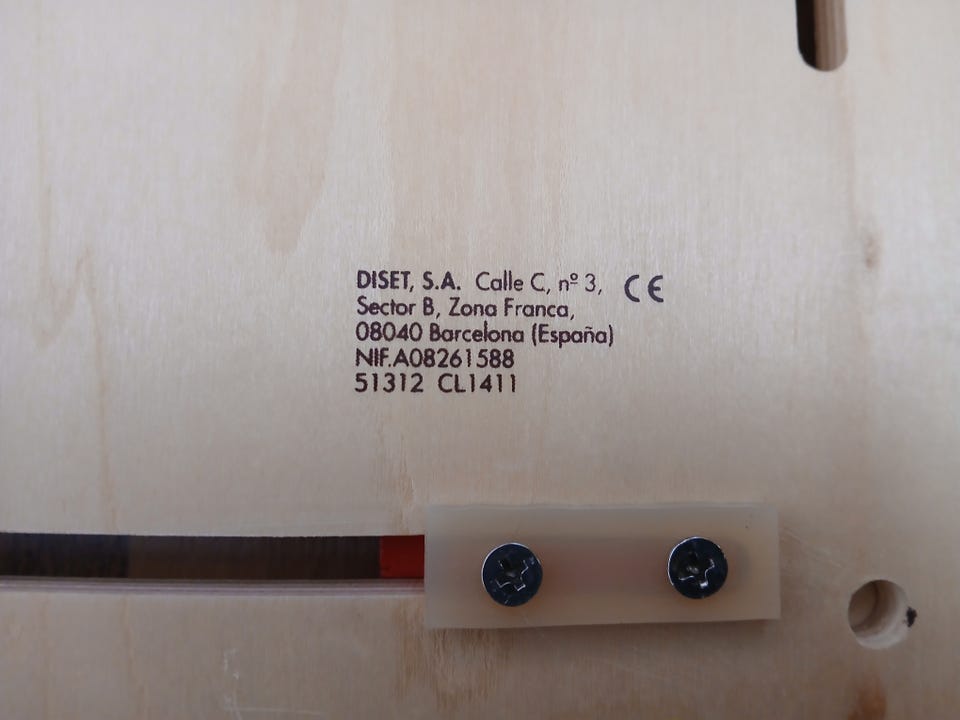 DISET, S.A. Calle C, nº 3, CE
Sector B, Zona Franca,
08040 Barcelona (España)
NIF.A08261588
51312 CL1411